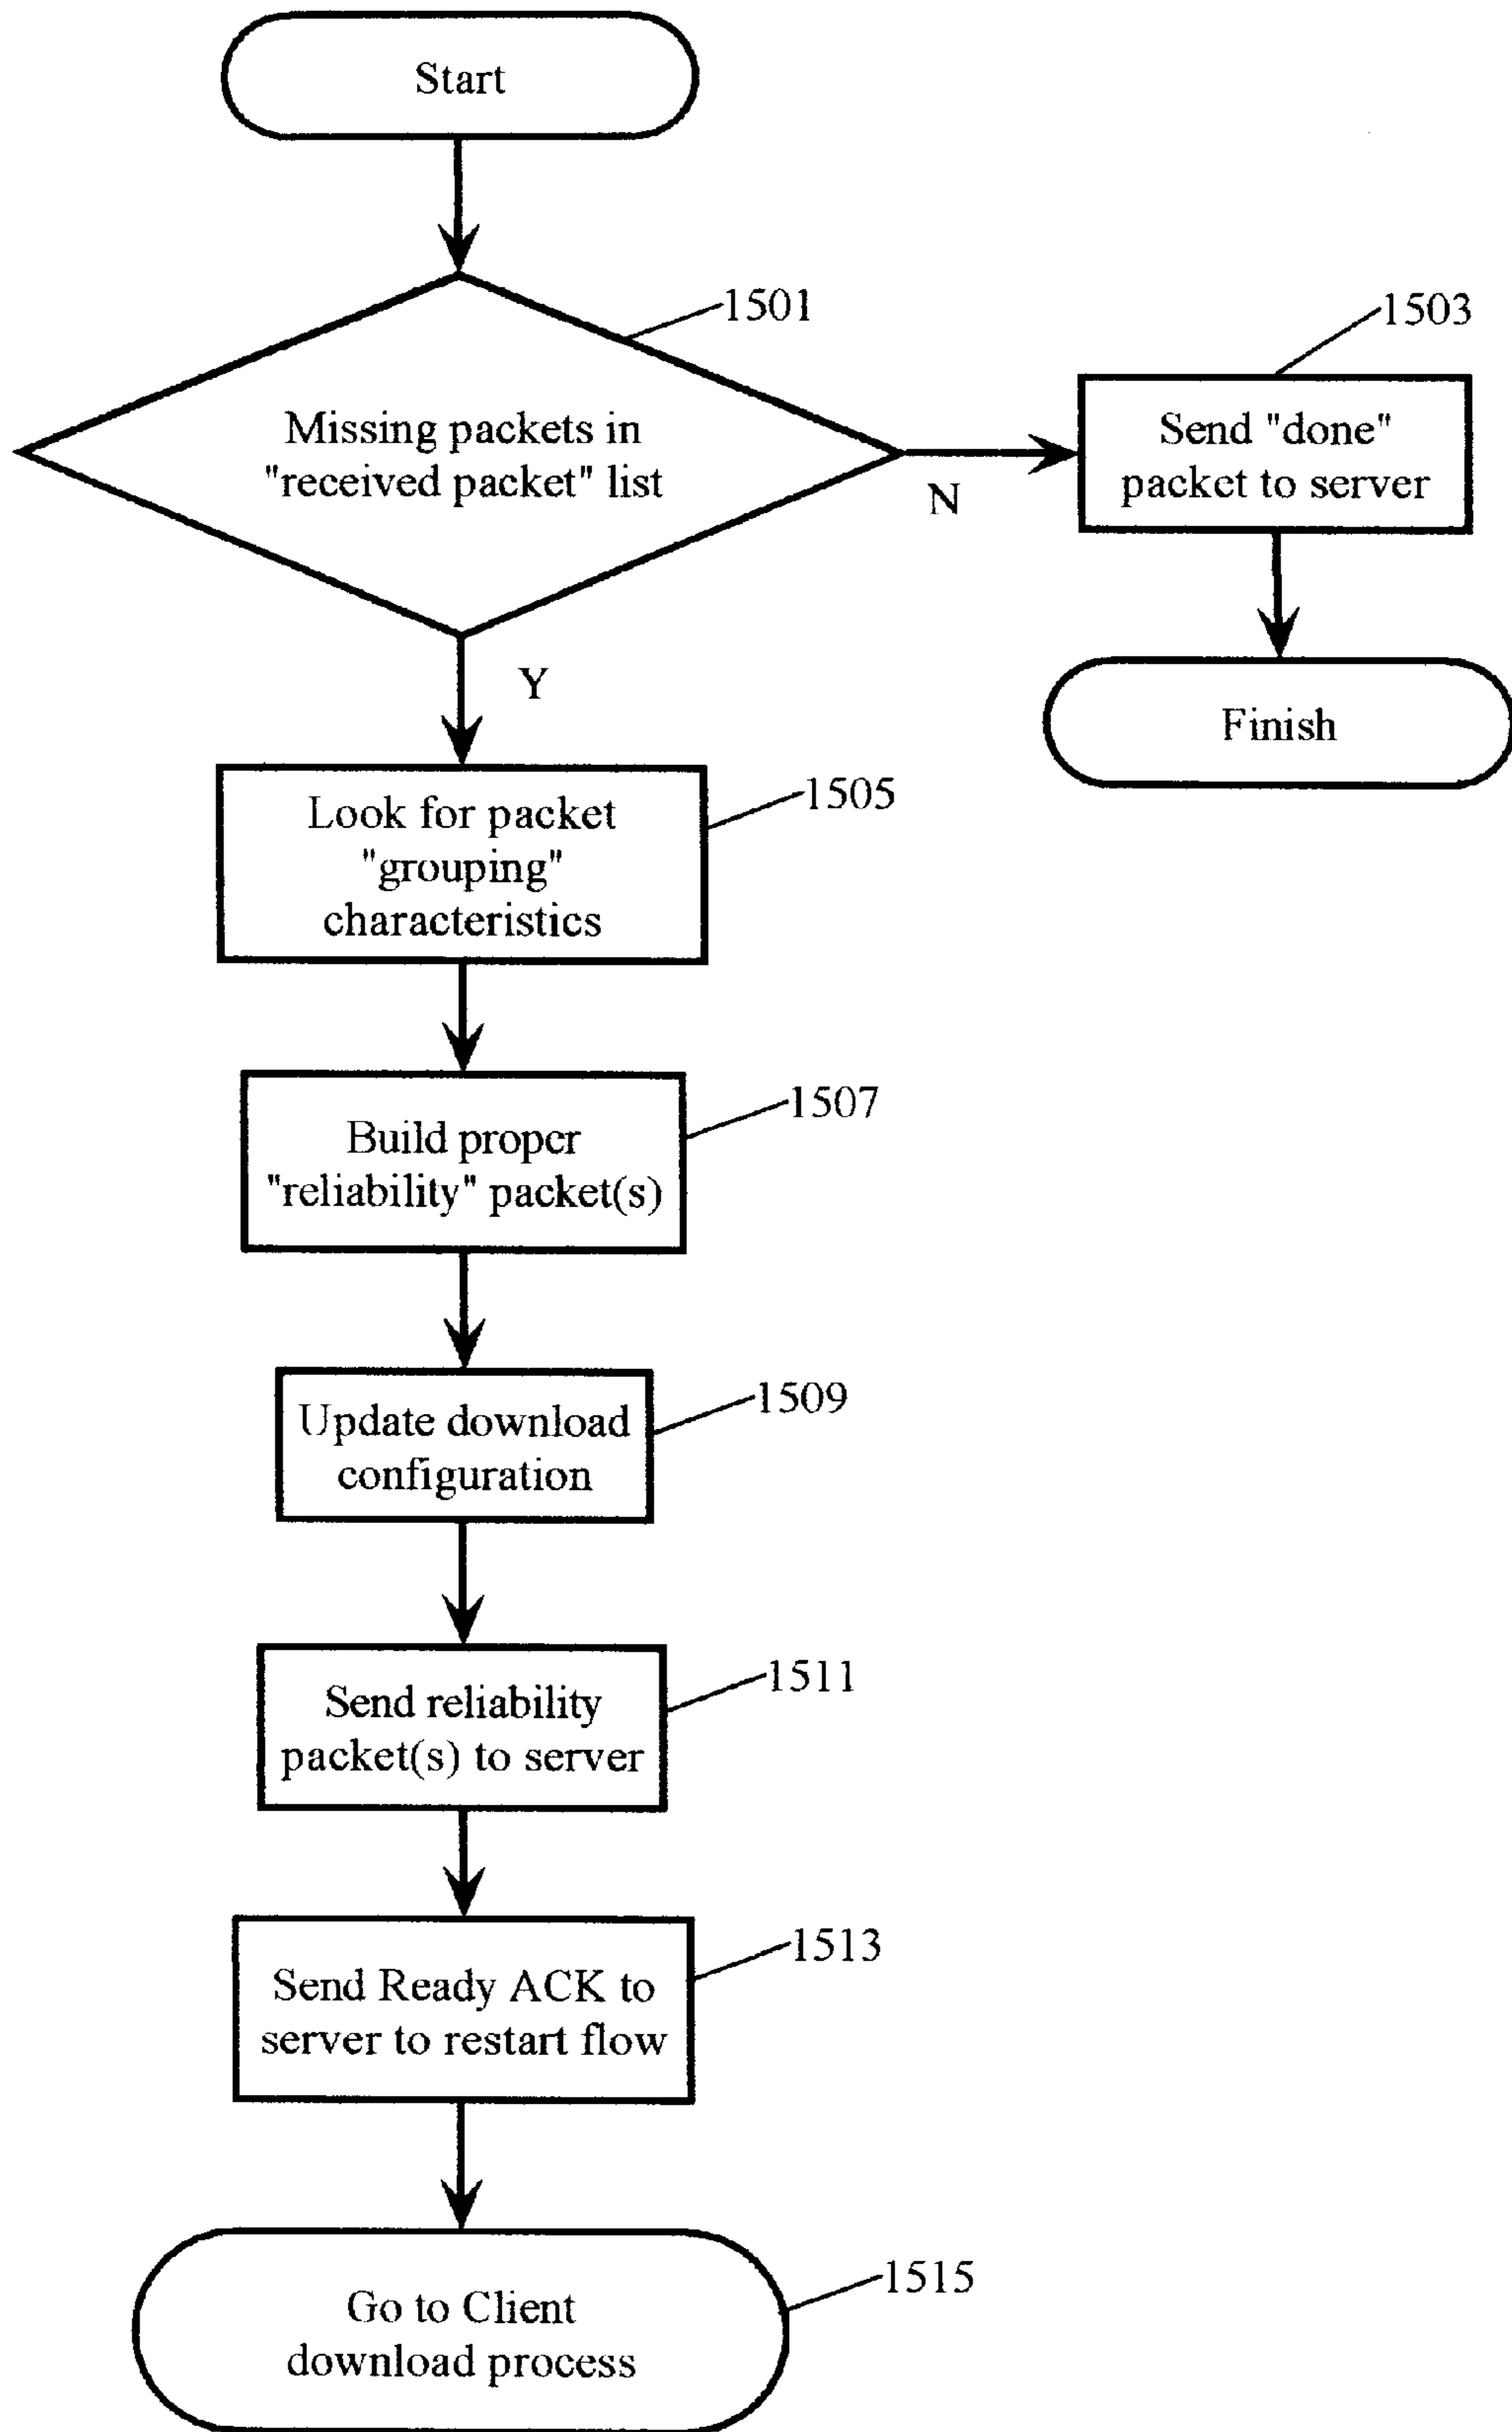 Start
1501
1503
Missing packets in
"received packet" list
Send "done"
packet to server
N
Y
Finish
1505
Look for packet
"grouping"
characteristics
1507
Build proper
"reliability" packet(s)
1509
Update download
configuration
1511
Send reliability
packet(s) to server
1513
Send Ready ACK to
server to restart flow
1515
Go to Client
download process